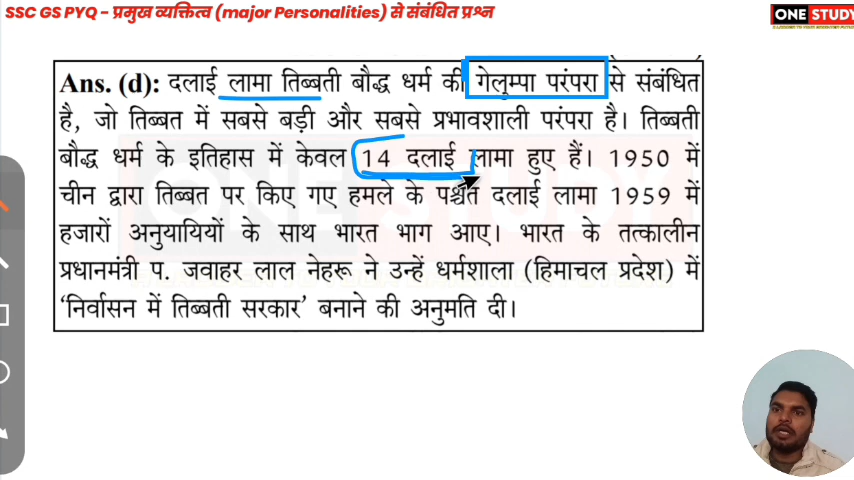 SSC GS PYQ - प्रमुख व्यक्तित्व (major Personalities) से संबंधित प्रश्न
ONE STUDY
Ans. (d): दलाई लामा तिब्बती बौद्ध धर्म की गेलुम्पा परंपरा से संबंधित
है, जो तिब्बत में सबसे बड़ी और सबसे प्रभावशाली परंपरा है। तिब्बती
बौद्ध धर्म के इतिहास में केवल 14 दलाई लामा हुए हैं। 1950 में
चीन द्वारा तिब्बत पर किए गए हमले के पश्चत दलाई लामा 1959 में
हजारों अनुयायियों के साथ भारत भाग आए। भारत के तत्कालीन
प्रधानमंत्री प. जवाहर लाल नेहरू ने उन्हें धर्मशाला (हिमाचल प्रदेश) में
‘निर्वासन में तिब्बती सरकार’ बनाने की अनुमति दी।